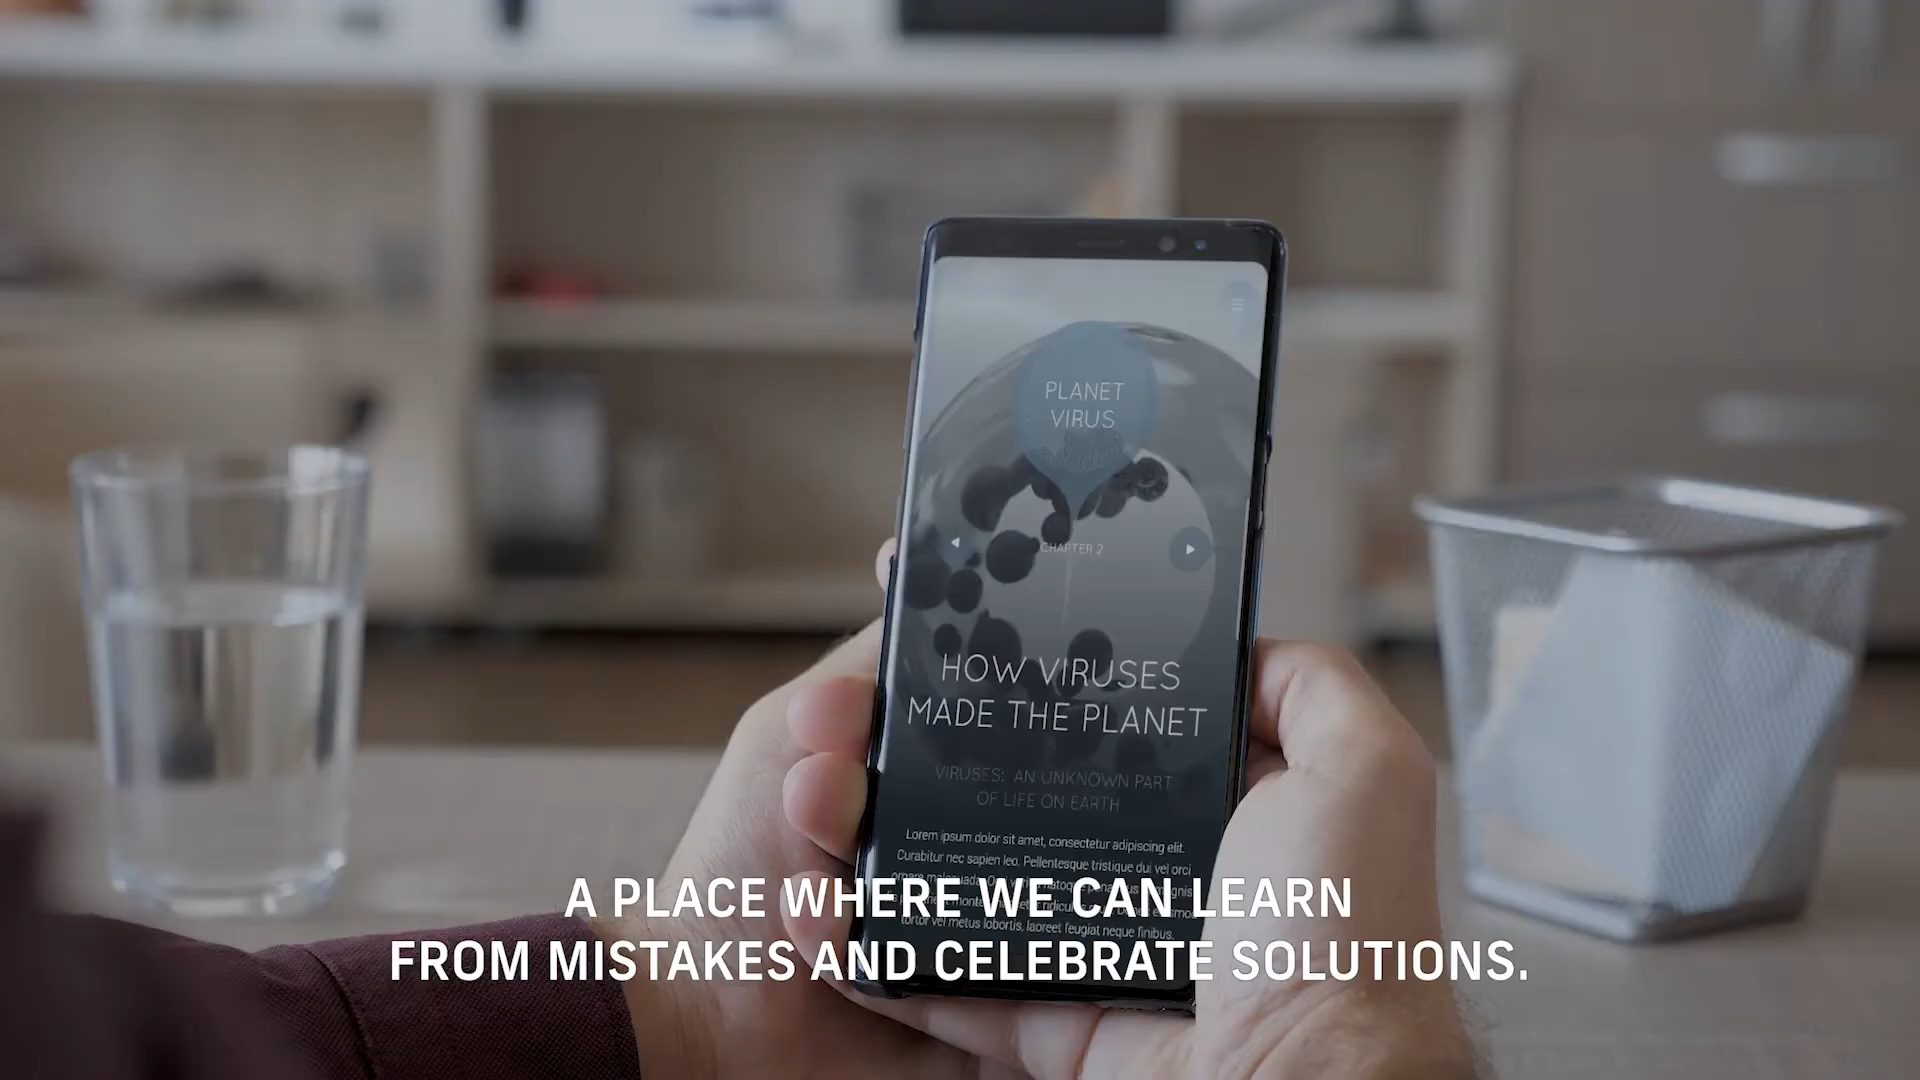 PLANET
VIRUS
CHAPTER 2
HOW VIRUSES
MADE THE PLANET
VIRUSES: AN UNKNOWN PART
OF LIFE ON EARTH
Lorem ipsum dolor sit amet, consectetur adipiscing elit.
Curabitur nec sapien leo. Pellentesque tristique dui vel orci
tortor vel metus lobortis, laoreet feugiat neque finibus.
A PLACE WHERE WE CAN LEARN
FROM MISTAKES AND CELEBRATE SOLUTIONS.